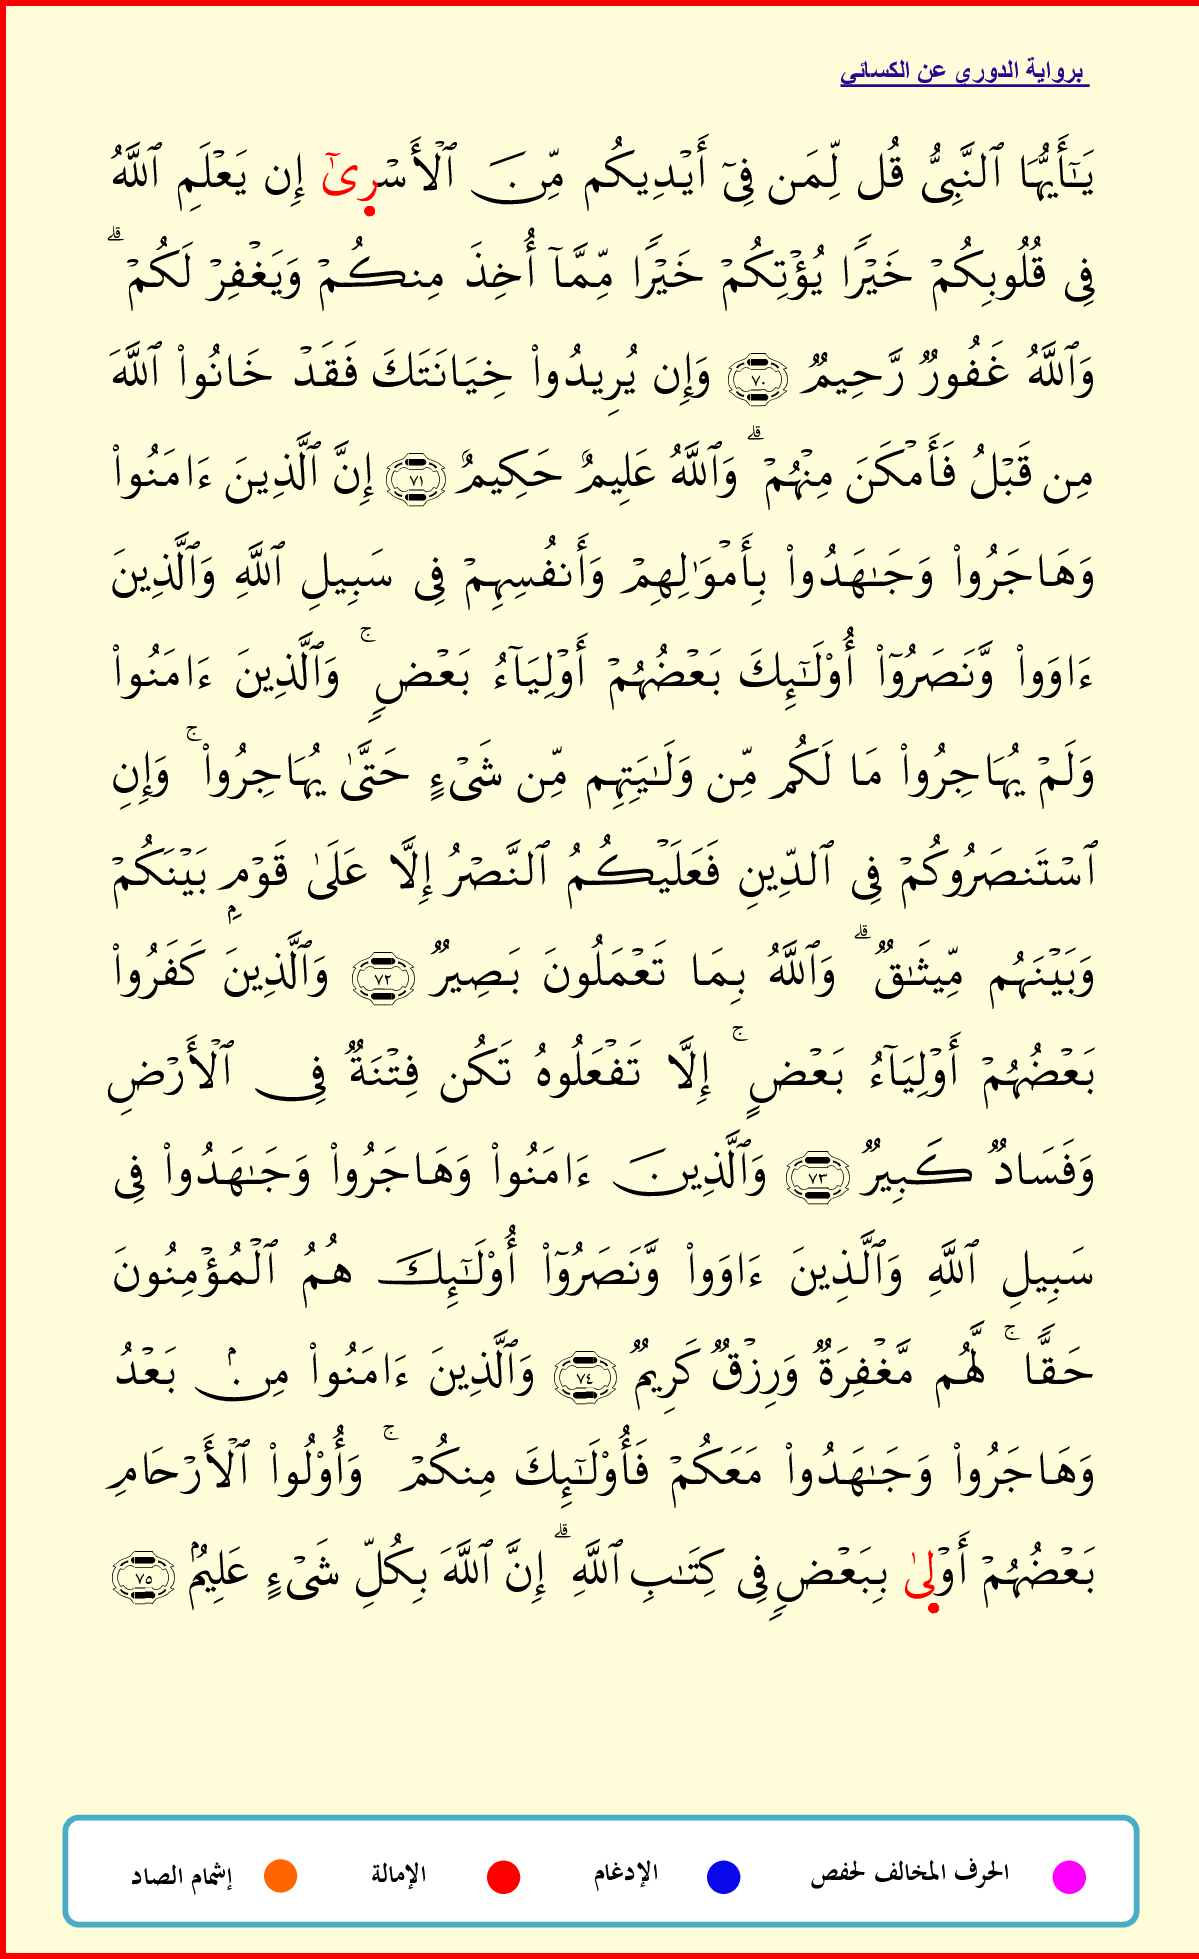 برواية الدوري عن الكسائي
يَٰٓأَيُّهَا ٱلنَّبِىُّ قُل لِّمَن فِىٓ أَيْدِيكُم مِّنَ ٱلْأَسْرِىٰٓ إِن يَعْلَمِ ٱللَّهُ
فِى قُلُوبِكُمْ خَيْرًا يُؤْتِكُمْ خَيْرًا مِّمَّآ أُخِذَ مِنكُمْ وَيَغْفِرْ لَكُمْ ۗ
وَٱللَّهُ غَفُورٌ رَّحِيمٌ ٧٠ وَإِن يُرِيدُوا۟ خِيَانَتَكَ فَقَدْ خَانُوا۟ ٱللَّهَ
مِن قَبْلُ فَأَمْكَنَ مِنْهُمْ ۗ وَٱللَّهُ عَلِيمٌ حَكِيمٌ ٧١ إِنَّ ٱلَّذِينَ ءَامَنُوا۟
وَهَاجَرُوا۟ وَجَـٰهَدُوا۟ بِأَمْوَٰلِهِمْ وَأَنفُسِهِمْ فِى سَبِيلِ ٱللَّهِ وَٱلَّذِينَ
ءَاوَوا۟ وَّنَصَرُوٓا۟ أُو۟لَـٰٓئِكَ بَعْضُهُمْ أَوْلِيَآءُ بَعْضٍ ۚ وَٱلَّذِينَ ءَامَنُوا۟
وَلَمْ يُهَاجِرُوا۟ مَا لَكُم مِّن وَلَـٰيَتِهِم مِّن شَىْءٍ حَتَّىٰ يُهَاجِرُوا۟ ۚ وَإِنِ
ٱسْتَنصَرُوكُمْ فِى ٱلدِّينِ فَعَلَيْكُمُ ٱلنَّصْرُ إِلَّا عَلَىٰ قَوْمٍۭ بَيْنَكُمْ
وَبَيْنَهُم مِّيثَـٰقٌ ۗ وَٱللَّهُ بِمَا تَعْمَلُونَ بَصِيرٌ ٧٢ وَٱلَّذِينَ كَفَرُوا۟
بَعْضُهُمْ أَوْلِيَآءُ بَعْضٍ ۚ إِلَّا تَفْعَلُوهُ تَكُن فِتْنَةٌ فِى ٱلْأَرْضِ
وَفَسَادٌ كَبِيرٌ ٧٣ وَٱلَّذِينَ ءَامَنُوا۟ وَهَاجَرُوا۟ وَجَـٰهَدُوا۟ فِى
سَبِيلِ ٱللَّهِ وَٱلَّذِينَ ءَاوَوا۟ وَّنَصَرُوٓا۟ أُو۟لَـٰٓئِكَ هُمُ ٱلْمُؤْمِنُونَ
حَقًّا ۚ لَّهُم مَّغْفِرَةٌ وَرِزْقٌ كَرِيمٌ ٧٤ وَٱلَّذِينَ ءَامَنُوا۟ مِنۢ بَعْدُ
وَهَاجَرُوا۟ وَجَـٰهَدُوا۟ مَعَكُمْ فَأُو۟لَـٰٓئِكَ مِنكُمْ ۚ وَأُو۟لُوا۟ ٱلْأَرْحَامِ
بَعْضُهُمْ أَوْلِىٰ بِبَعْضٍ فِى كِتَـٰبِ ٱللَّهِ ۗ إِنَّ ٱللَّهَ بِكُلِّ شَىْءٍ عَلِيمٌۢ ٧٥
الحرف المخالف لحفص الإدغام الإمالة إشمام الصاد